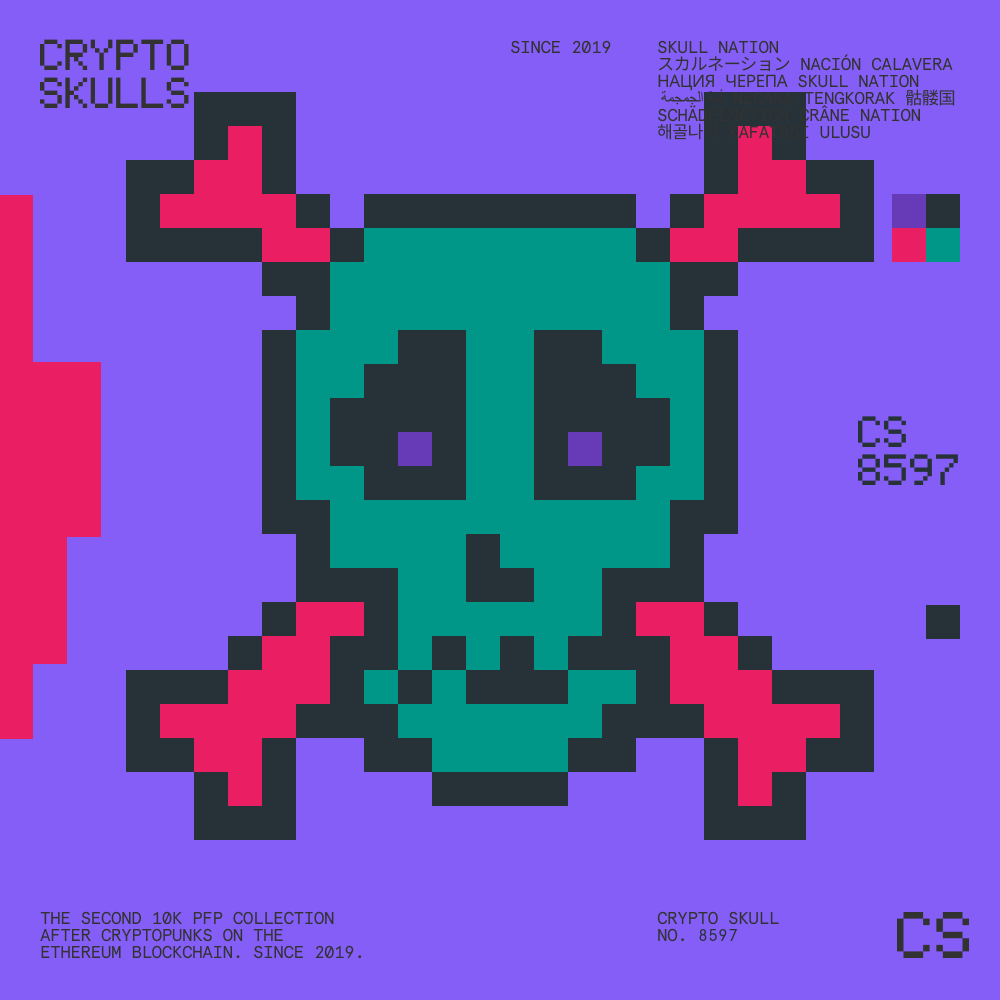 CRYPTO
SKULLS
SINCE 2019
SKULL NATION
スカルネーション NACIÓN CALAVERA
НАЦИЯ ЧЕРЕПА SKULL NATION
TENGKORAK 骷髅国
CRÂNE NATION
해골 ULUSU
CS
8597
THE SECOND 10K PFP COLLECTION
AFTER CRYPTOPUNKS ON THE
ETHEREUM BLOCKCHAIN. SINCE 2019.
CRYPTO SKULL
NO. 8597
CS